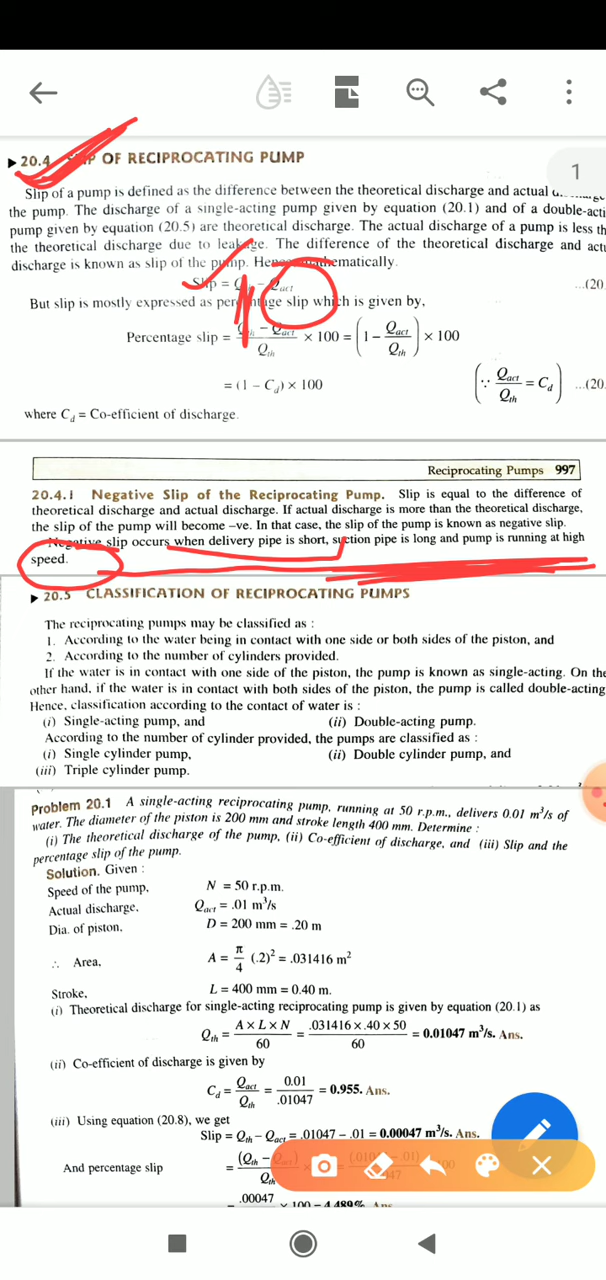 1
▶ 20.4 OF RECIPROCATING PUMP
Slip of a pump is defined as the difference between the theoretical discharge and actual
the pump. The discharge of a single-acting pump given by equation (20.1) and of a double-acti
pump given by equation (20.5) are theoretical discharge. The actual discharge of a pump is less th
the theoretical discharge due to leakage. The difference of the theoretical discharge and actu
discharge is known as slip of the pump. Hence mathematically.
Slip = Q - Qact ...(20.
But slip is mostly expressed as percentage slip which is given by,
Percentage slip = (Qth - Qact)/Qth × 100 = (1 - Qact/Qth) × 100
= (1 - Cd) × 100 (∵ Qact/Qth = Cd) ...(20.
where Cd = Co-efficient of discharge.
Reciprocating Pumps 997
20.4.1 Negative Slip of the Reciprocating Pump. Slip is equal to the difference of
theoretical discharge and actual discharge. If actual discharge is more than the theoretical discharge,
the slip of the pump will become –ve. In that case, the slip of the pump is known as negative slip.
Negative slip occurs when delivery pipe is short, suction pipe is long and pump is running at high
speed.
▶ 20.5 CLASSIFICATION OF RECIPROCATING PUMPS
The reciprocating pumps may be classified as :
1. According to the water being in contact with one side or both sides of the piston, and
2. According to the number of cylinders provided.
If the water is in contact with one side of the piston, the pump is known as single-acting. On the
other hand, if the water is in contact with both sides of the piston, the pump is called double-acting
Hence, classification according to the contact of water is :
(i) Single-acting pump, and (ii) Double-acting pump.
According to the number of cylinder provided, the pumps are classified as :
(i) Single cylinder pump, (ii) Double cylinder pump, and
(iii) Triple cylinder pump.
Problem 20.1 A single-acting reciprocating pump, running at 50 r.p.m., delivers 0.01 m³/s of
water. The diameter of the piston is 200 mm and stroke length 400 mm. Determine :
(i) The theoretical discharge of the pump, (ii) Co-efficient of discharge, and (iii) Slip and the
percentage slip of the pump.
Solution. Given :
Speed of the pump, N = 50 r.p.m.
Actual discharge, Qact = .01 m³/s
Dia. of piston, D = 200 mm = .20 m
∴ Area, A = π/4 (.2)² = .031416 m²
Stroke, L = 400 mm = 0.40 m.
(i) Theoretical discharge for single-acting reciprocating pump is given by equation (20.1) as
Qth = (A × L × N)/60 = (.031416 × .40 × 50)/60 = 0.01047 m³/s. Ans.
(ii) Co-efficient of discharge is given by
Cd = Qact/Qth = 0.01/.01047 = 0.955. Ans.
(iii) Using equation (20.8), we get
Slip = Qth – Qact = .01047 – .01 = 0.00047 m³/s. Ans.
And percentage slip = (Qth –
Qth
.00047 × 100 = 4.489% Ans